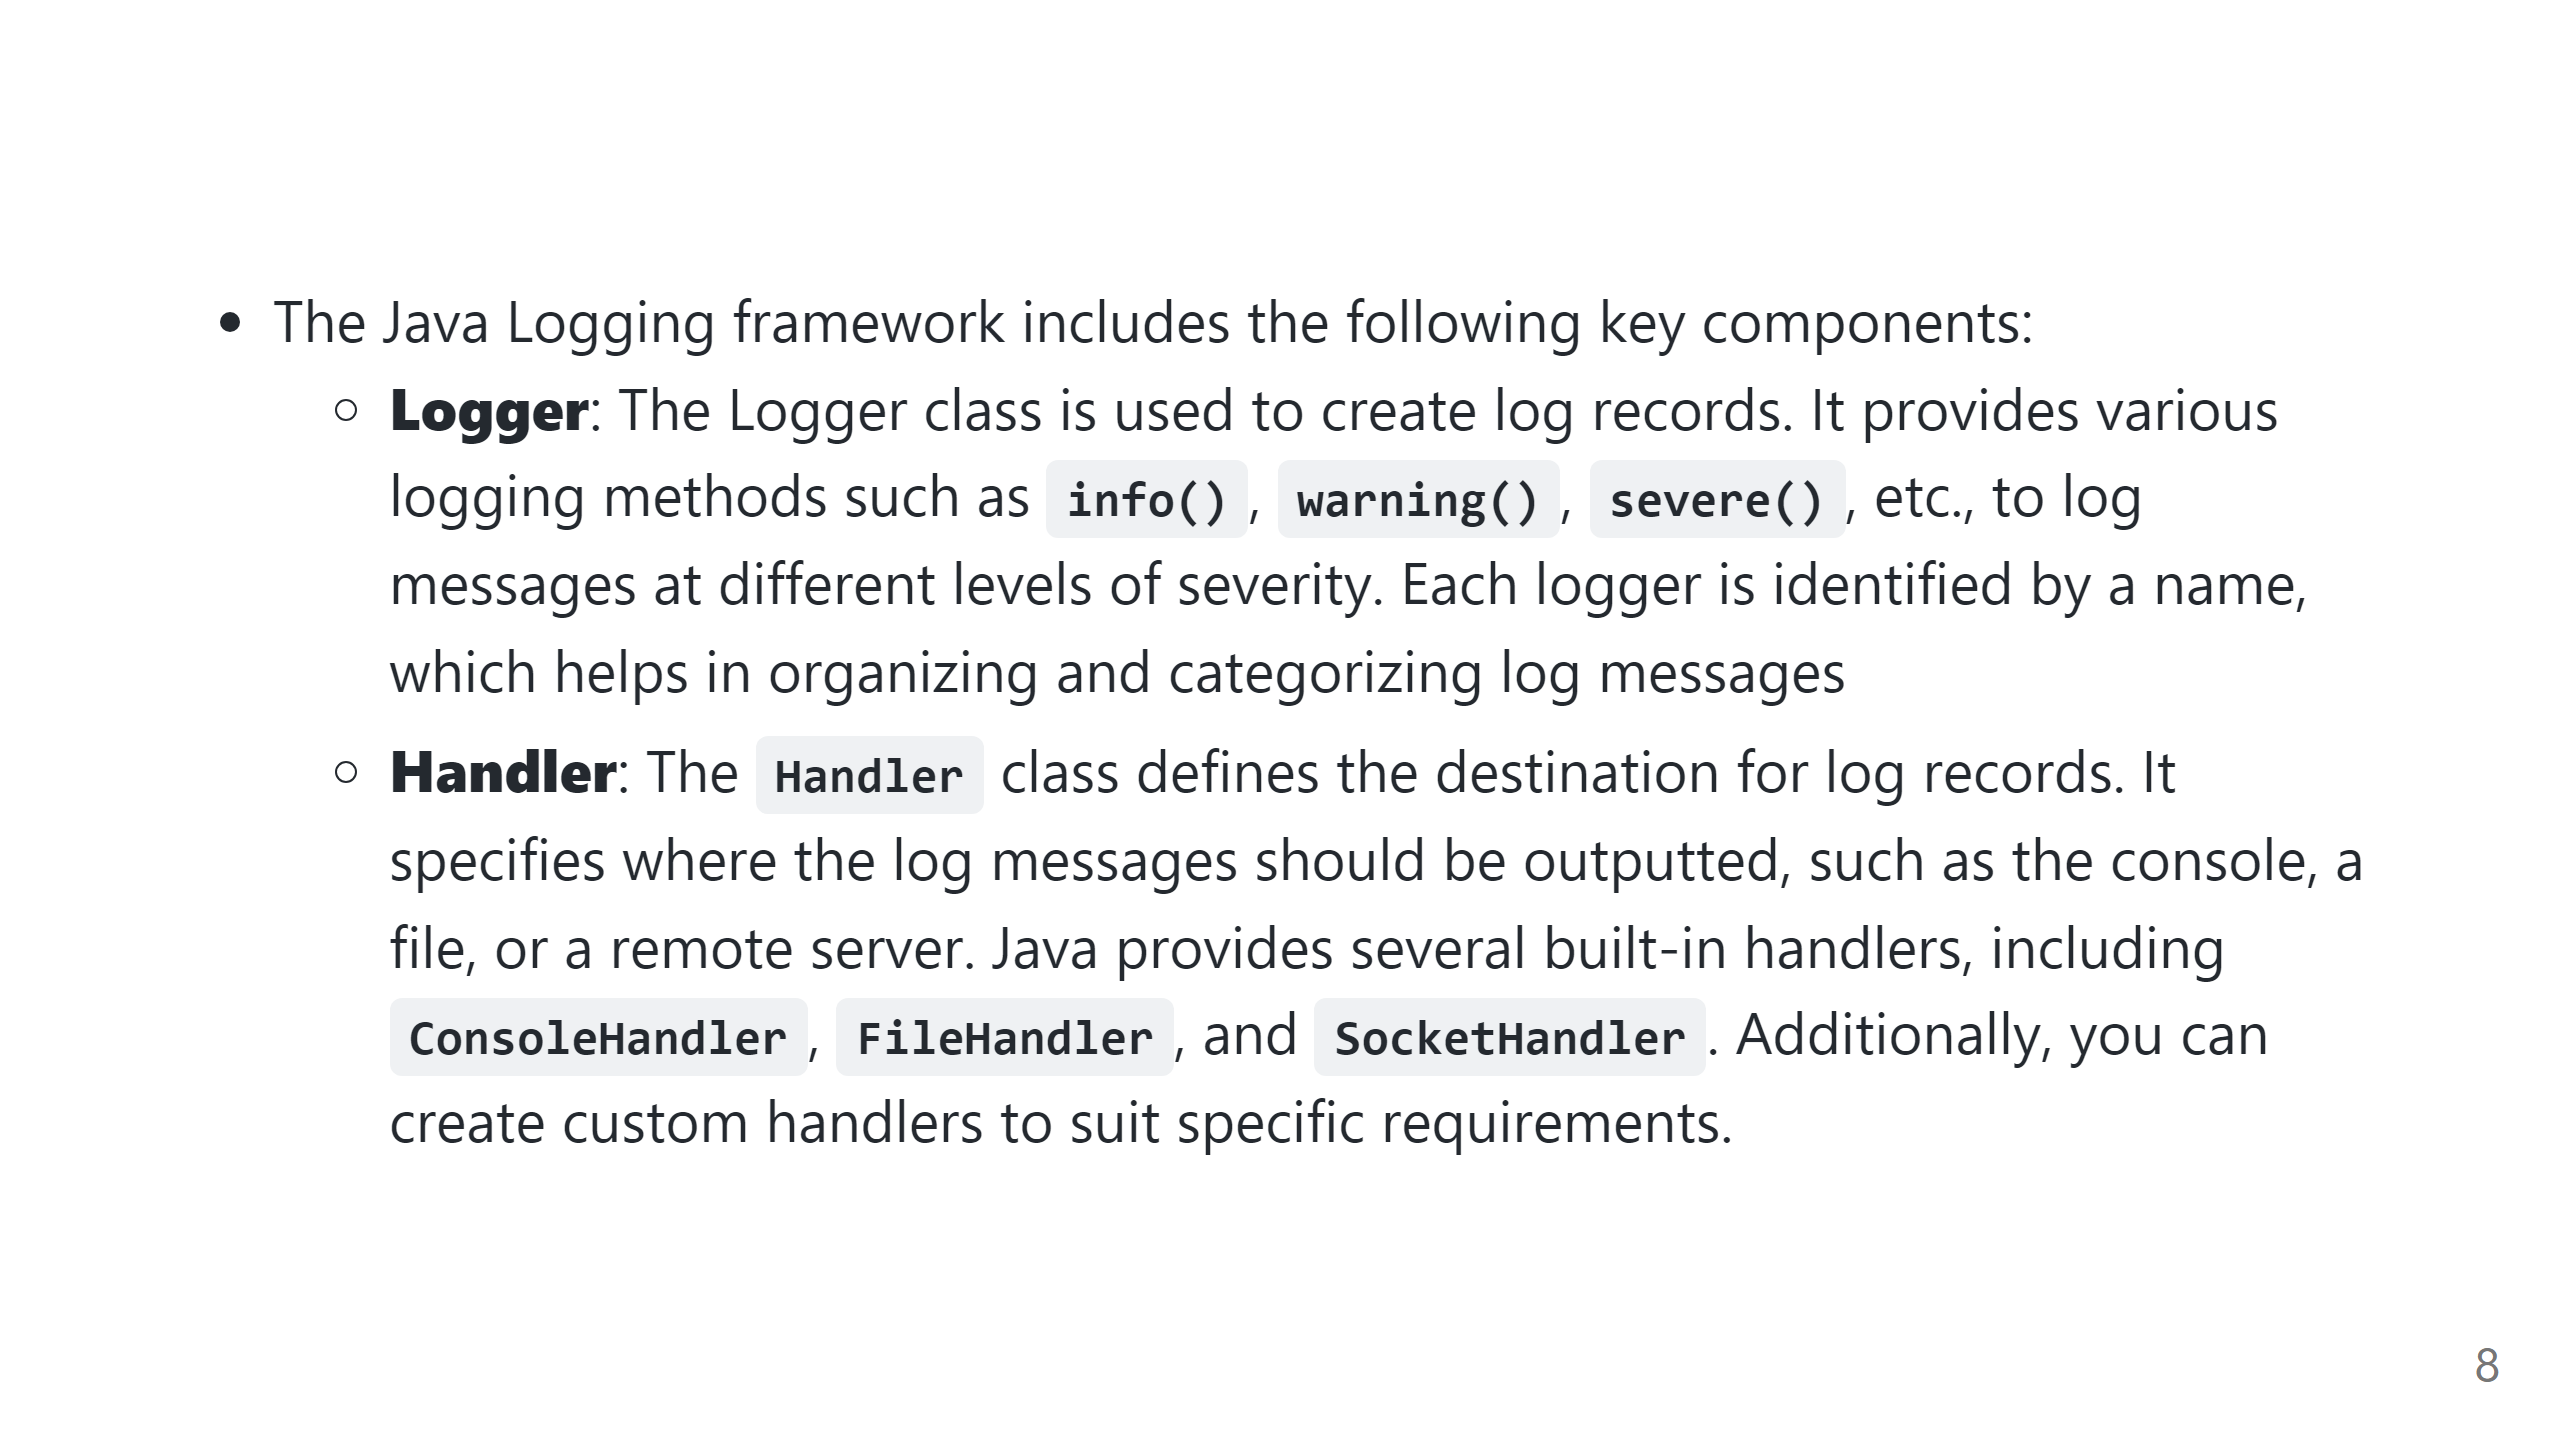 • The Java Logging framework includes the following key components:
○ Logger: The Logger class is used to create log records. It provides various
logging methods such as info(), warning(), severe(), etc., to log
messages at different levels of severity. Each logger is identified by a name,
which helps in organizing and categorizing log messages
○ Handler: The Handler class defines the destination for log records. It
specifies where the log messages should be outputted, such as the console, a
file, or a remote server. Java provides several built-in handlers, including
ConsoleHandler, FileHandler, and SocketHandler. Additionally, you can
create custom handlers to suit specific requirements.
8